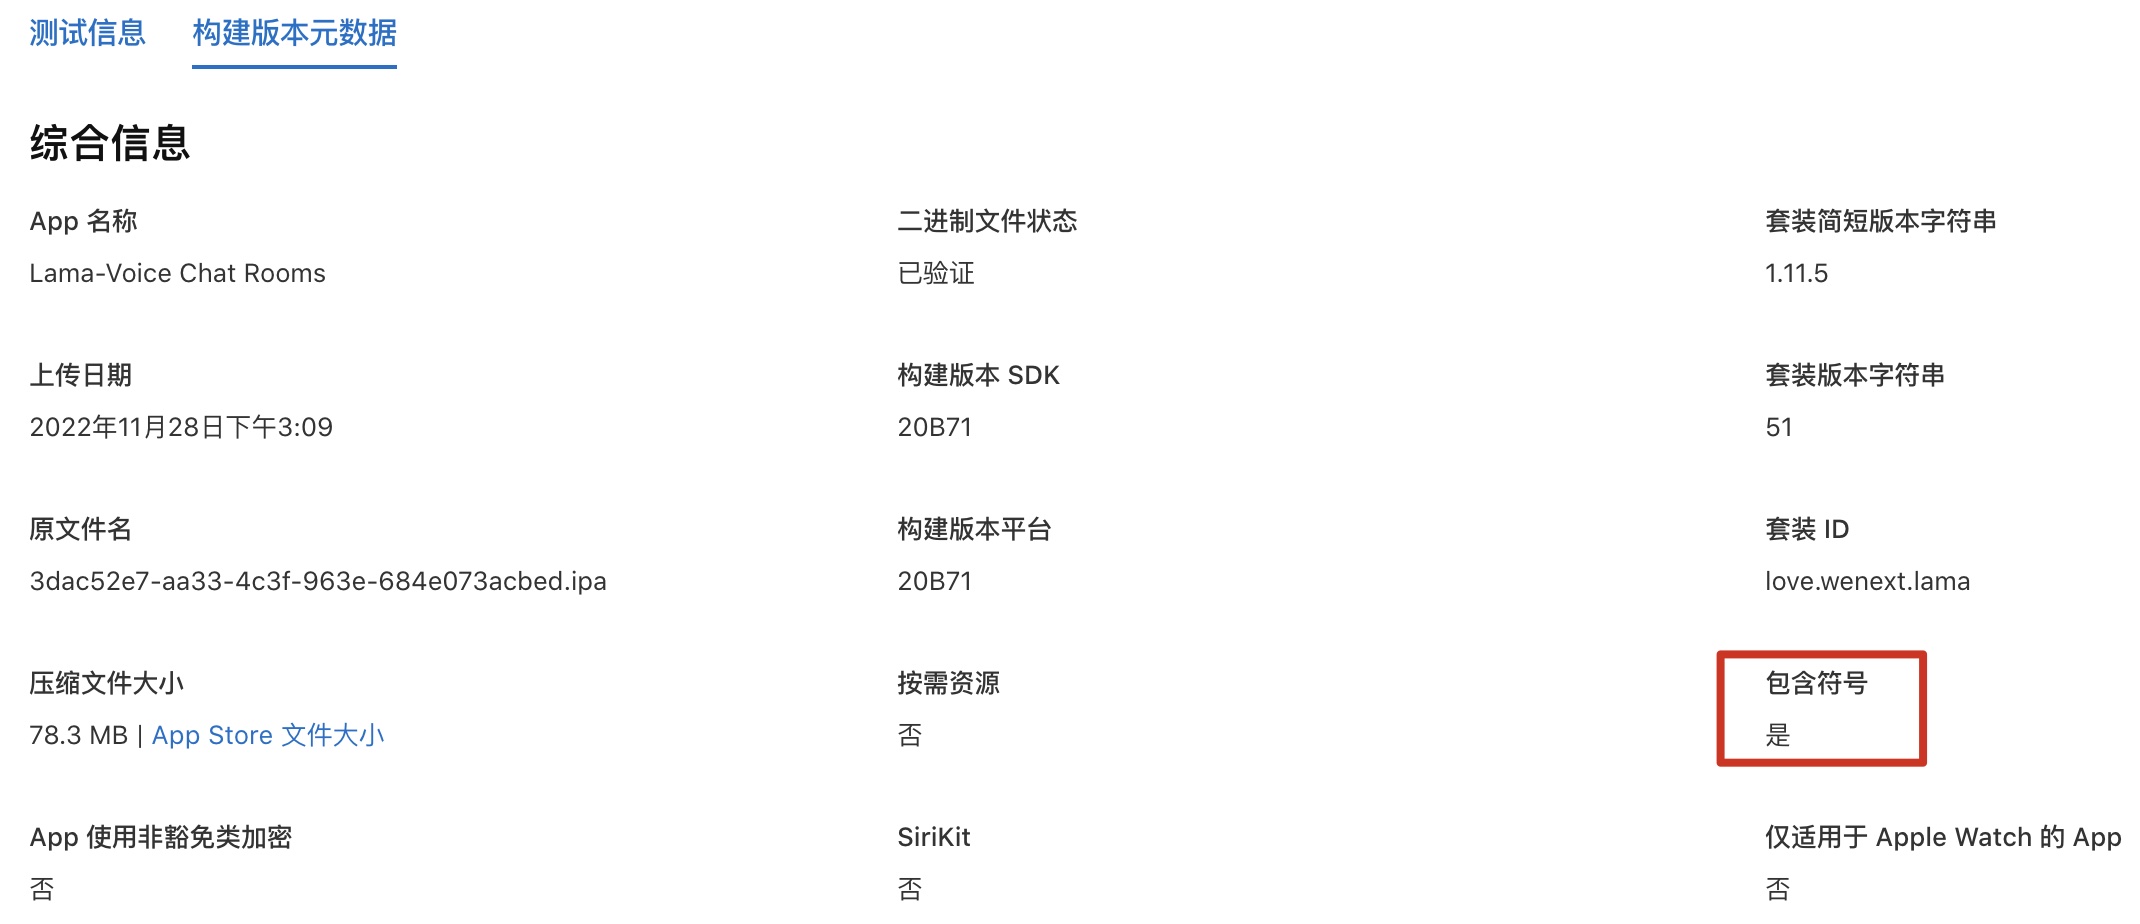 测试信息 构建版本元数据
综合信息
App 名称 二进制文件状态 套装简短版本字符串
Lama-Voice Chat Rooms 已验证 1.11.5
上传日期 构建版本 SDK 套装版本字符串
2022年11月28日下午3:09 20B71 51
原文件名 构建版本平台 套装 ID
3dac52e7-aa33-4c3f-963e-684e073acbed.ipa 20B71 love.wenext.lama
压缩文件大小 按需资源 包含符号
78.3 MB | App Store 文件大小 否 是
App 使用非豁免类加密 SiriKit 仅适用于 Apple Watch 的 App
否 否 否